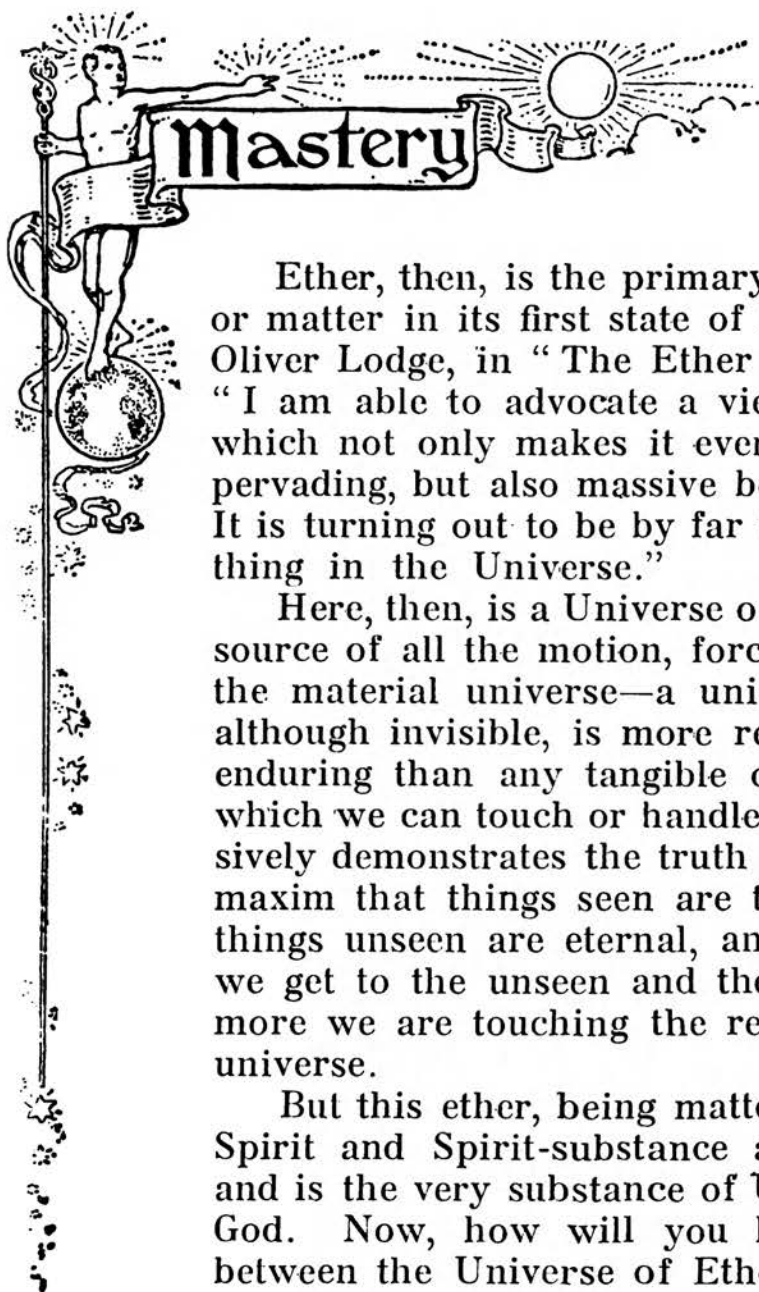 Mastery
Ether, then, is the primary
or matter in its first state of
Oliver Lodge, in “ The Ether
“ I am able to advocate a vie
which not only makes it ever
pervading, but also massive be
It is turning out to be by far
thing in the Universe.”
Here, then, is a Universe o
source of all the motion, forc
the material universe—a uni
although invisible, is more re
enduring than any tangible o
which we can touch or handle
sively demonstrates the truth
maxim that things seen are t
things unseen are eternal, an
we get to the unseen and the
more we are touching the re
universe.
But this ether, being matte
Spirit and Spirit-substance a
and is the very substance of U
God. Now, how will you
between the Universe of Eth